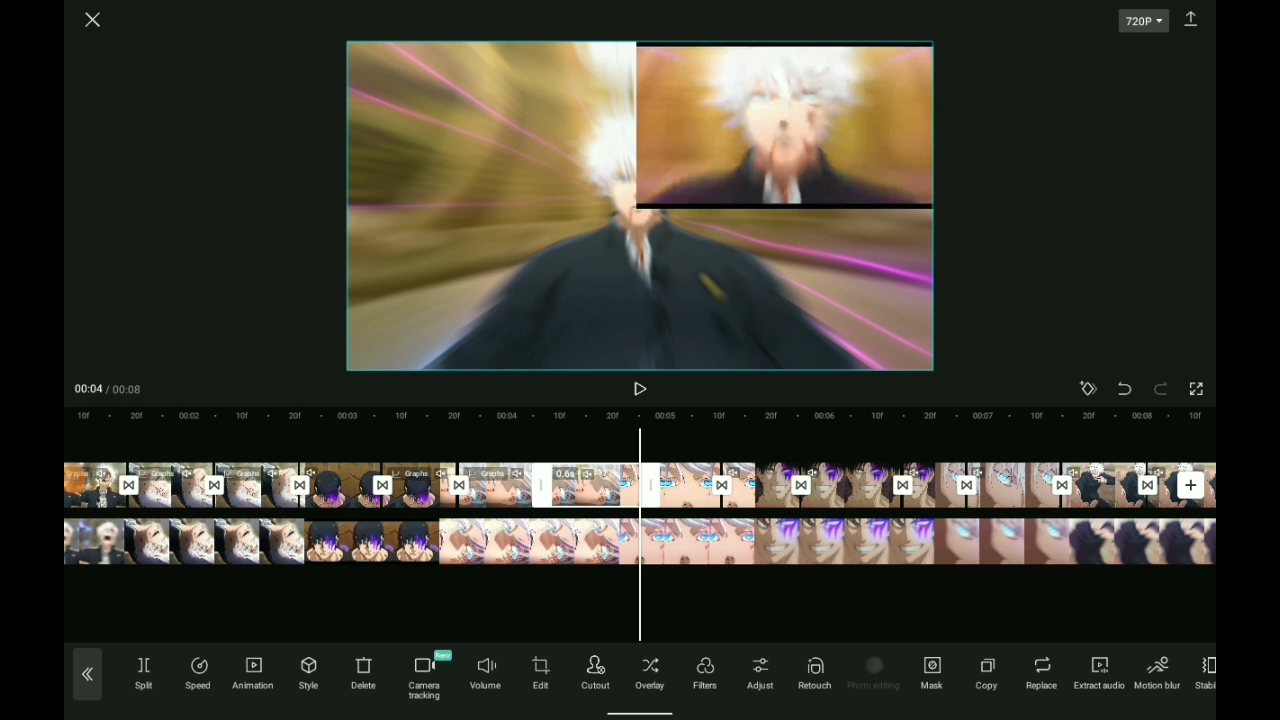 720P
00:04 / 00:08
10f 20f 00:02 10f 20f 00:03 10f 20f 00:04 10f 20f 00:05 10f 20f 00:06 10f 20f 00:07 10f 20f 00:08 10f
Graphs Graphs Graphs Graphs Graphs 0.6s
New
Split Speed Animation Style Delete Camera tracking Volume Edit Cutout Overlay Filters Adjust Retouch Photo editing Mask Copy Replace Extract audio Motion blur Stabi